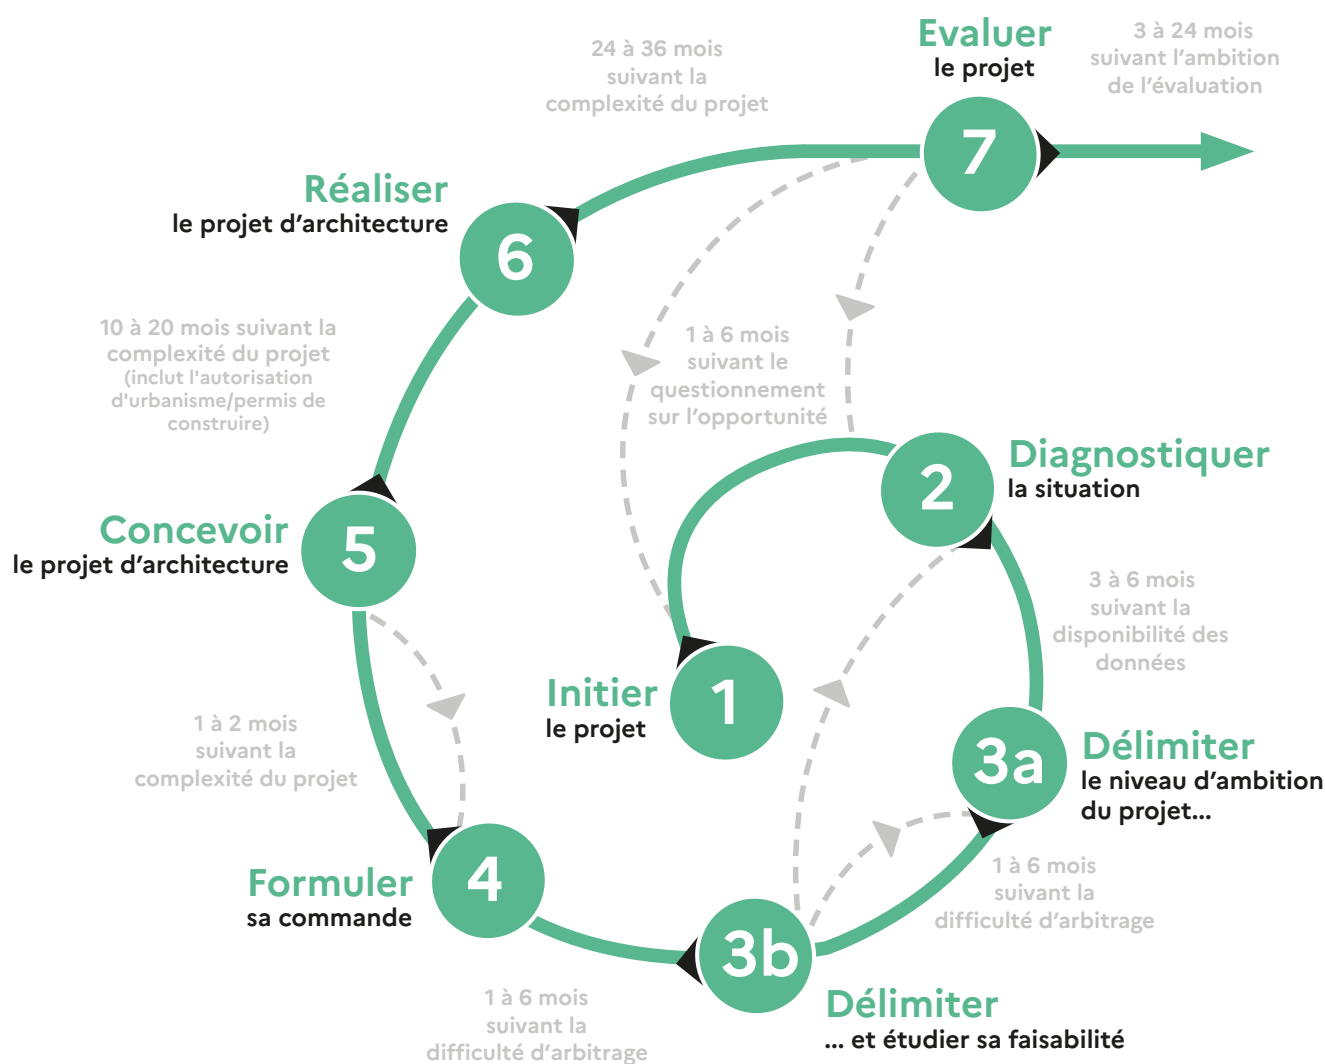 Evaluer
le projet
7
3 à 24 mois
suivant l’ambition
de l’évaluation
24 à 36 mois
suivant la
complexité du projet
Réaliser
le projet d’architecture
6
10 à 20 mois suivant la
complexité du projet
(inclut l'autorisation
d'urbanisme/permis de
construire)
1 à 6 mois
suivant le
questionnement
sur l’opportunité
2
Diagnostiquer
la situation
Concevoir
le projet d’architecture
5
3 à 6 mois
suivant la
disponibilité des
données
Initier
le projet
1
1 à 2 mois
suivant la
complexité du projet
3a
Délimiter
le niveau d’ambition
du projet...
Formuler
sa commande
4
1 à 6 mois
suivant la
difficulté d’arbitrage
3b
Délimiter
... et étudier sa faisabilité
1 à 6 mois
suivant la
difficulté d’arbitrage